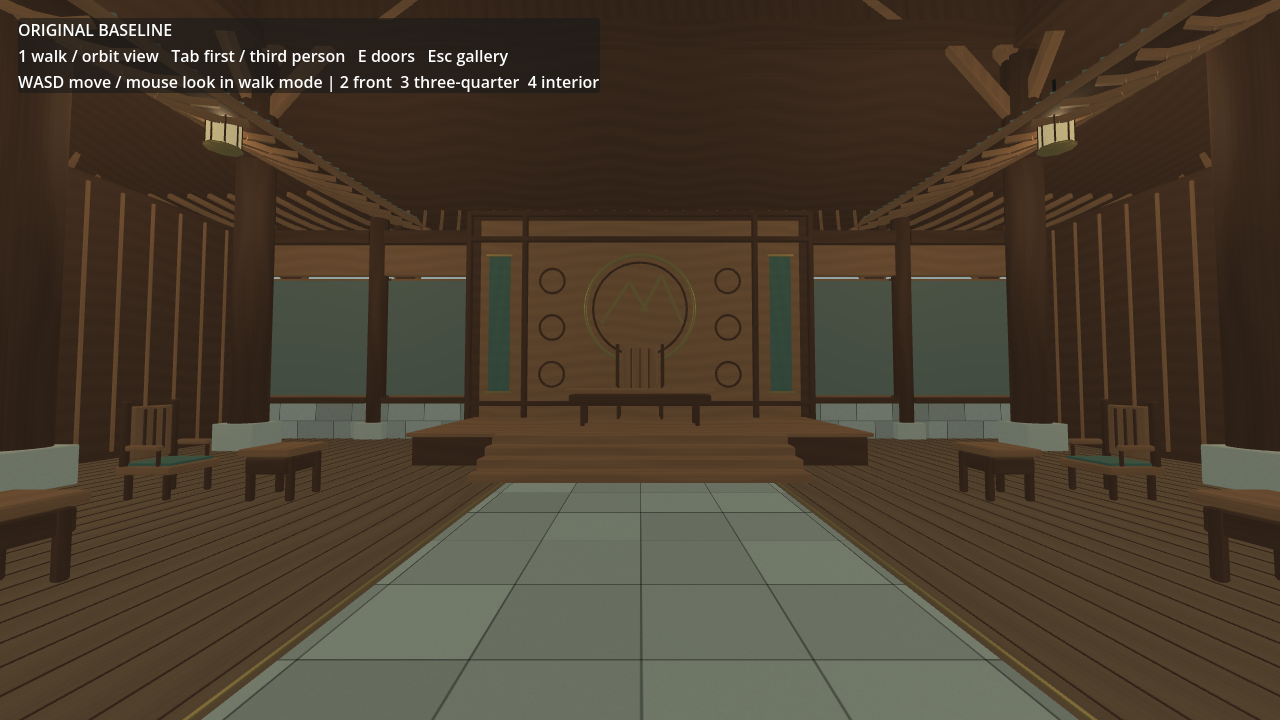 ORIGINAL BASELINE
1 walk / orbit view   Tab first / third person   E doors   Esc gallery
WASD move / mouse look in walk mode | 2 front  3 three-quarter  4 interior